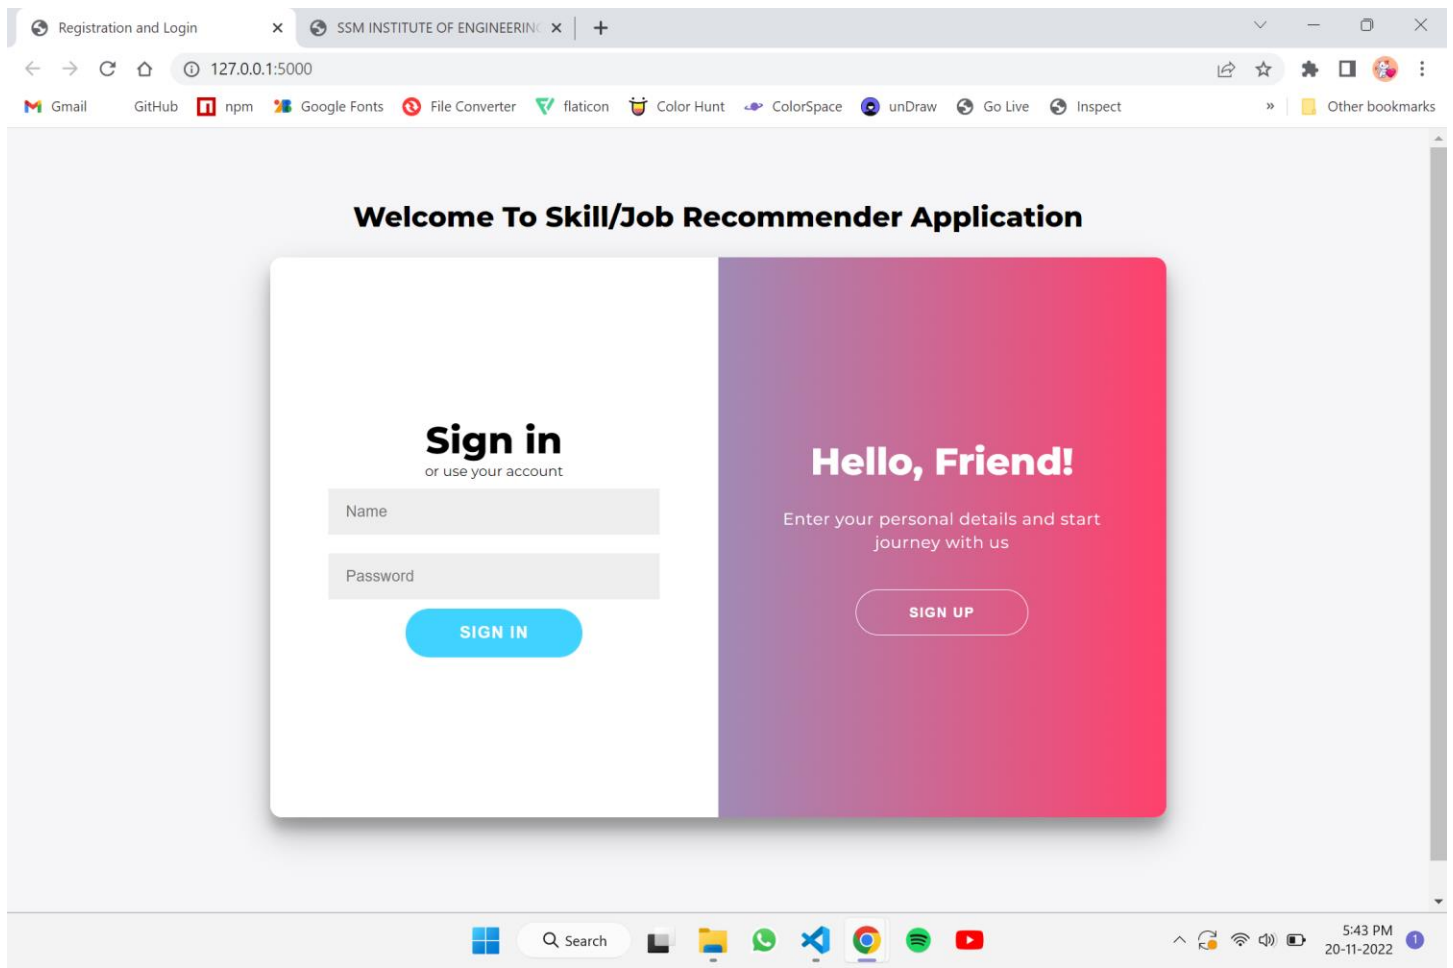 Registration and Login
SSM INSTITUTE OF ENGINEERING
127.0.0.1:5000
Gmail
GitHub
npm
Google Fonts
File Converter
flaticon
Color Hunt
ColorSpace
unDraw
Go Live
Inspect
»
Other bookmarks
Welcome To Skill/Job Recommender Application
Sign in
or use your account
Name
Password
SIGN IN
Hello, Friend!
Enter your personal details and start
journey with us
SIGN UP
Search
5:43 PM
20-11-2022
1